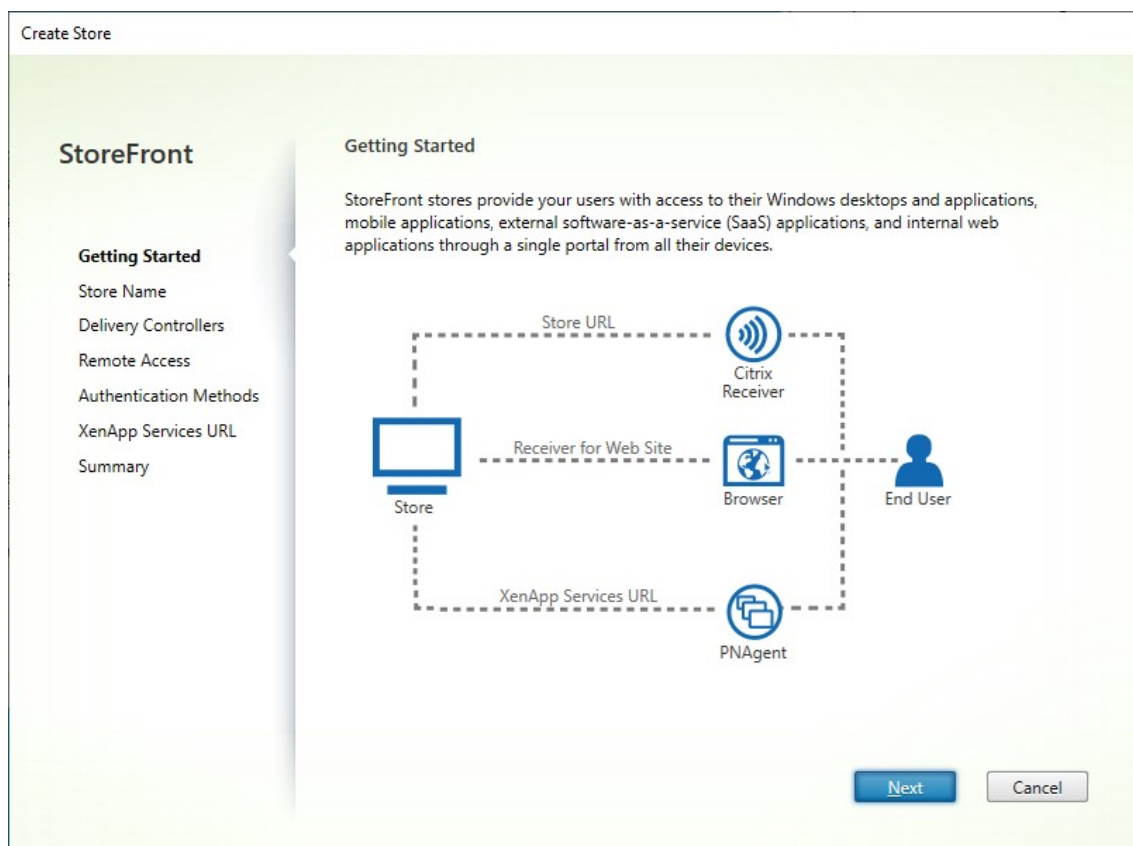 Create Store
StoreFront
Getting Started
Store Name
Delivery Controllers
Remote Access
Authentication Methods
XenApp Services URL
Summary
Getting Started
StoreFront stores provide your users with access to their Windows desktops and applications,
mobile applications, external software-as-a-service (SaaS) applications, and internal web
applications through a single portal from all their devices.
Store URL
Citrix
Receiver
Receiver for Web Site
Store
Browser
End User
XenApp Services URL
PNAgent
Next
Cancel